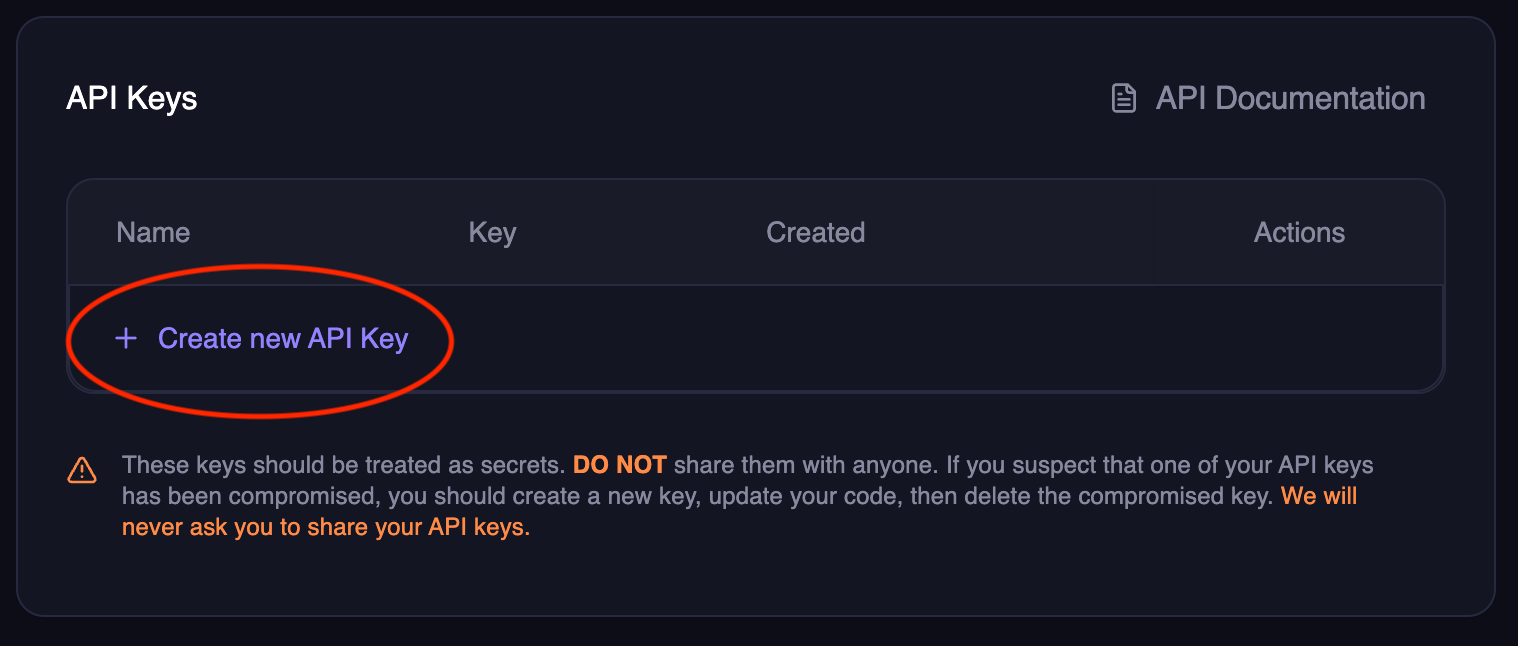 API Keys
API Documentation
Name Key Created Actions
+ Create new API Key
These keys should be treated as secrets. DO NOT share them with anyone. If you suspect that one of your API keys
has been compromised, you should create a new key, update your code, then delete the compromised key. We will
never ask you to share your API keys.